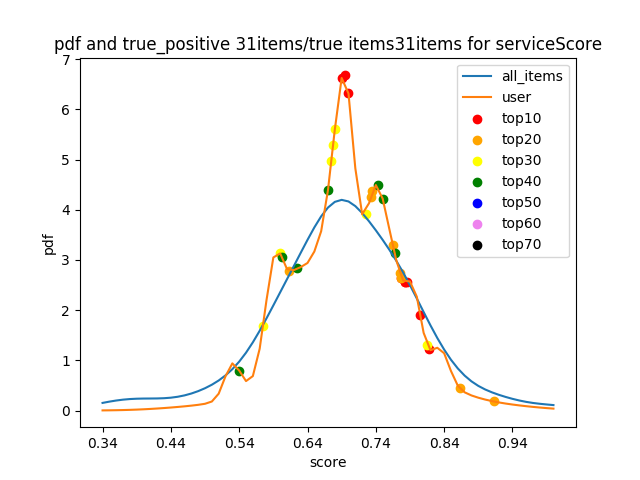 pdf and true_positive 31items/true items31items for serviceScore
7
6
5
4
3
2
1
0
pdf
all_items
user
top10
top20
top30
top40
top50
top60
top70
0.34 0.44 0.54 0.64 0.74 0.84 0.94
score